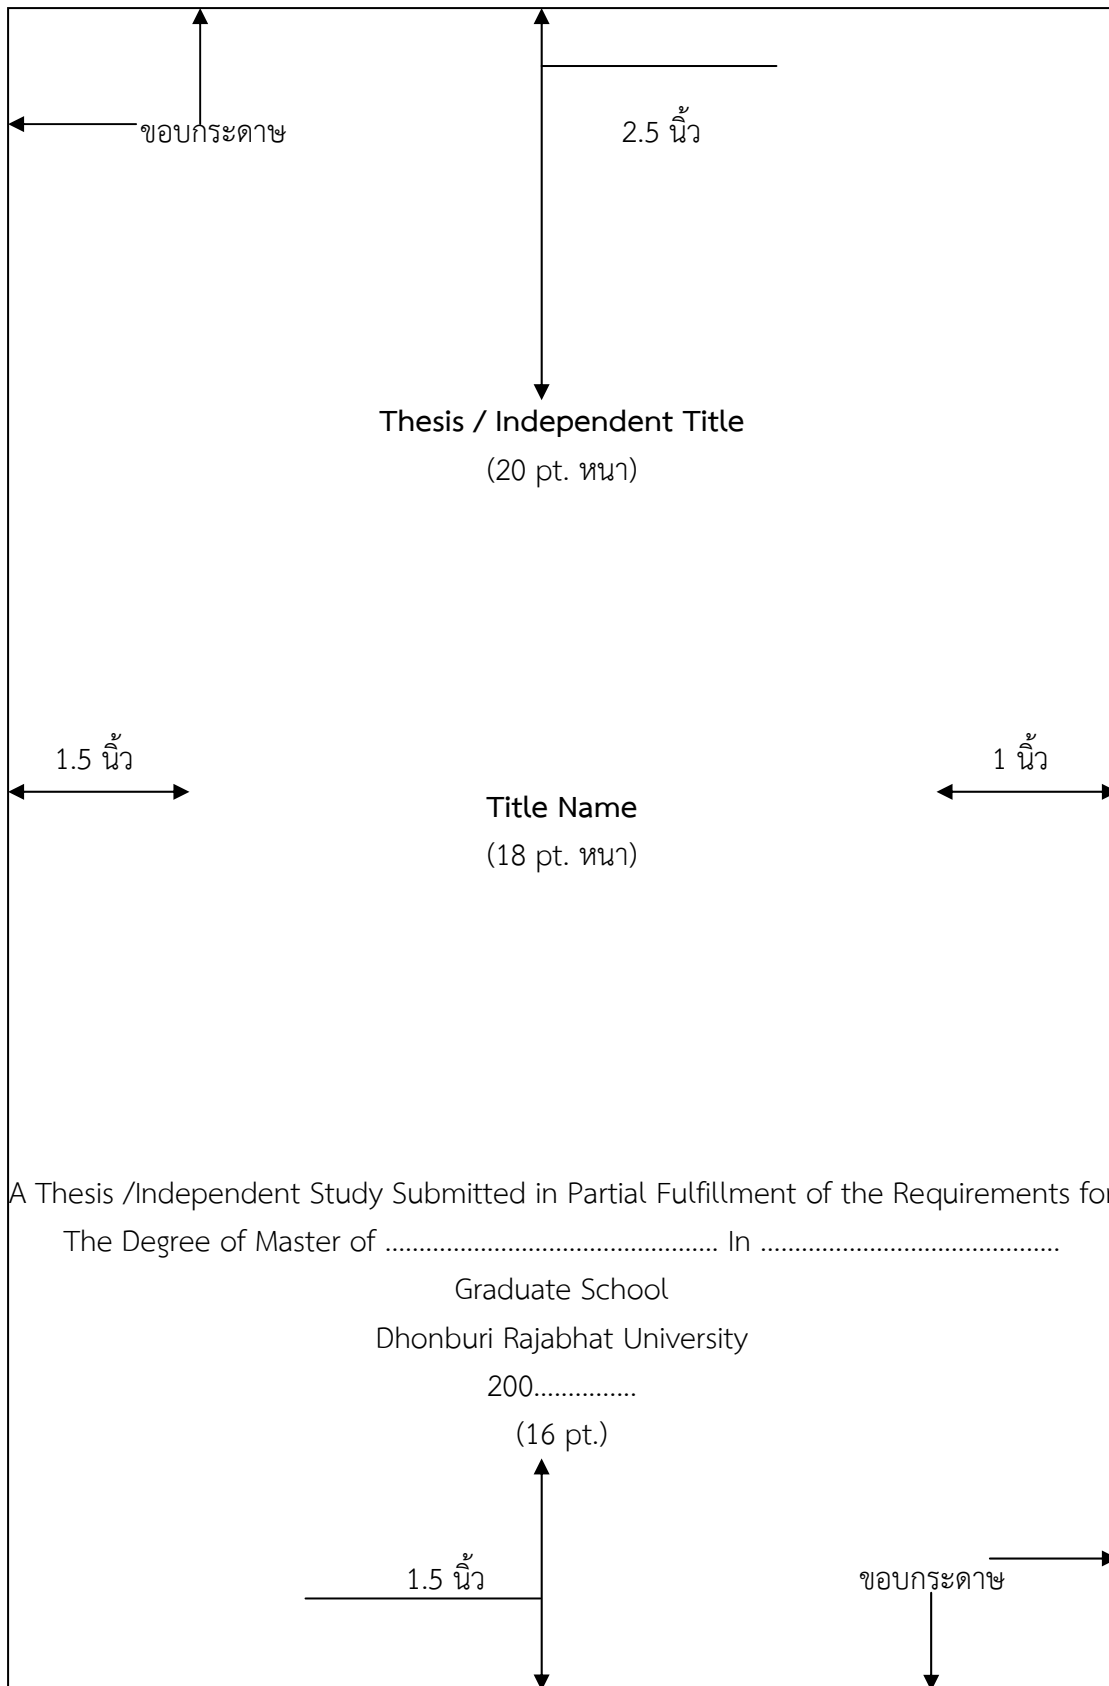 ขอบกระดาษ
2.5 นิ้ว
Thesis / Independent Title
(20 pt. หนา)
1.5 นิ้ว
1 นิ้ว
Title Name
(18 pt. หนา)
A Thesis /Independent Study Submitted in Partial Fulfillment of the Requirements for
The Degree of Master of ................................................. In ............................................
Graduate School
Dhonburi Rajabhat University
200...............
(16 pt.)
1.5 นิ้ว
ขอบกระดาษ